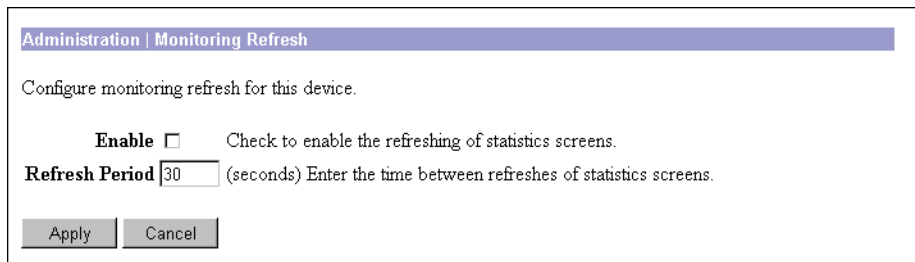 Administration | Monitoring Refresh
Configure monitoring refresh for this device.
Enable Check to enable the refreshing of statistics screens.
Refresh Period 30 (seconds) Enter the time between refreshes of statistics screens.
Apply Cancel